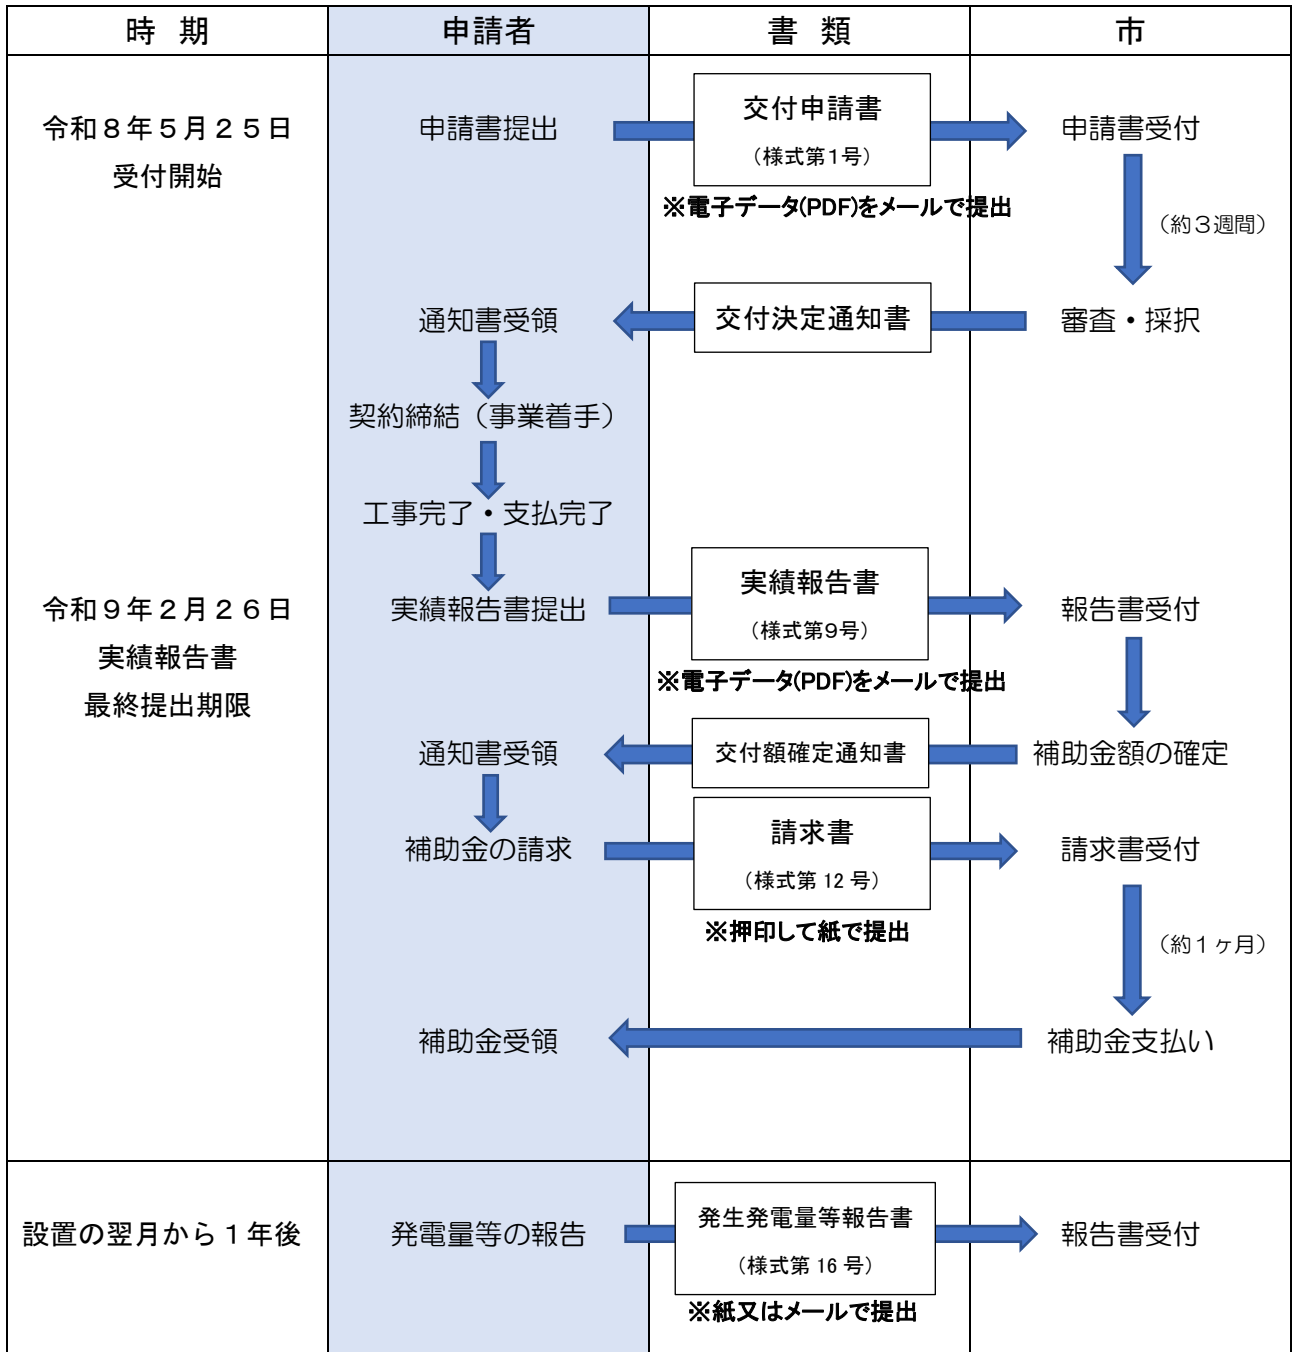 時 期
申請者
書 類
市
令和８年５月２５日
受付開始
申請書提出
交付申請書
（様式第１号）
※電子データ(PDF)をメールで提出
申請書受付
（約３週間）
通知書受領
交付決定通知書
審査・採択
契約締結（事業着手）
工事完了・支払完了
令和９年２月２６日
実績報告書
最終提出期限
実績報告書提出
実績報告書
（様式第９号）
※電子データ(PDF)をメールで提出
報告書受付
通知書受領
交付額確定通知書
補助金額の確定
補助金の請求
請求書
（様式第 12 号）
※押印して紙で提出
請求書受付
（約１ヶ月）
補助金受領
補助金支払い
設置の翌月から１年後
発電量等の報告
発生発電量等報告書
（様式第 16 号）
※紙又はメールで提出
報告書受付